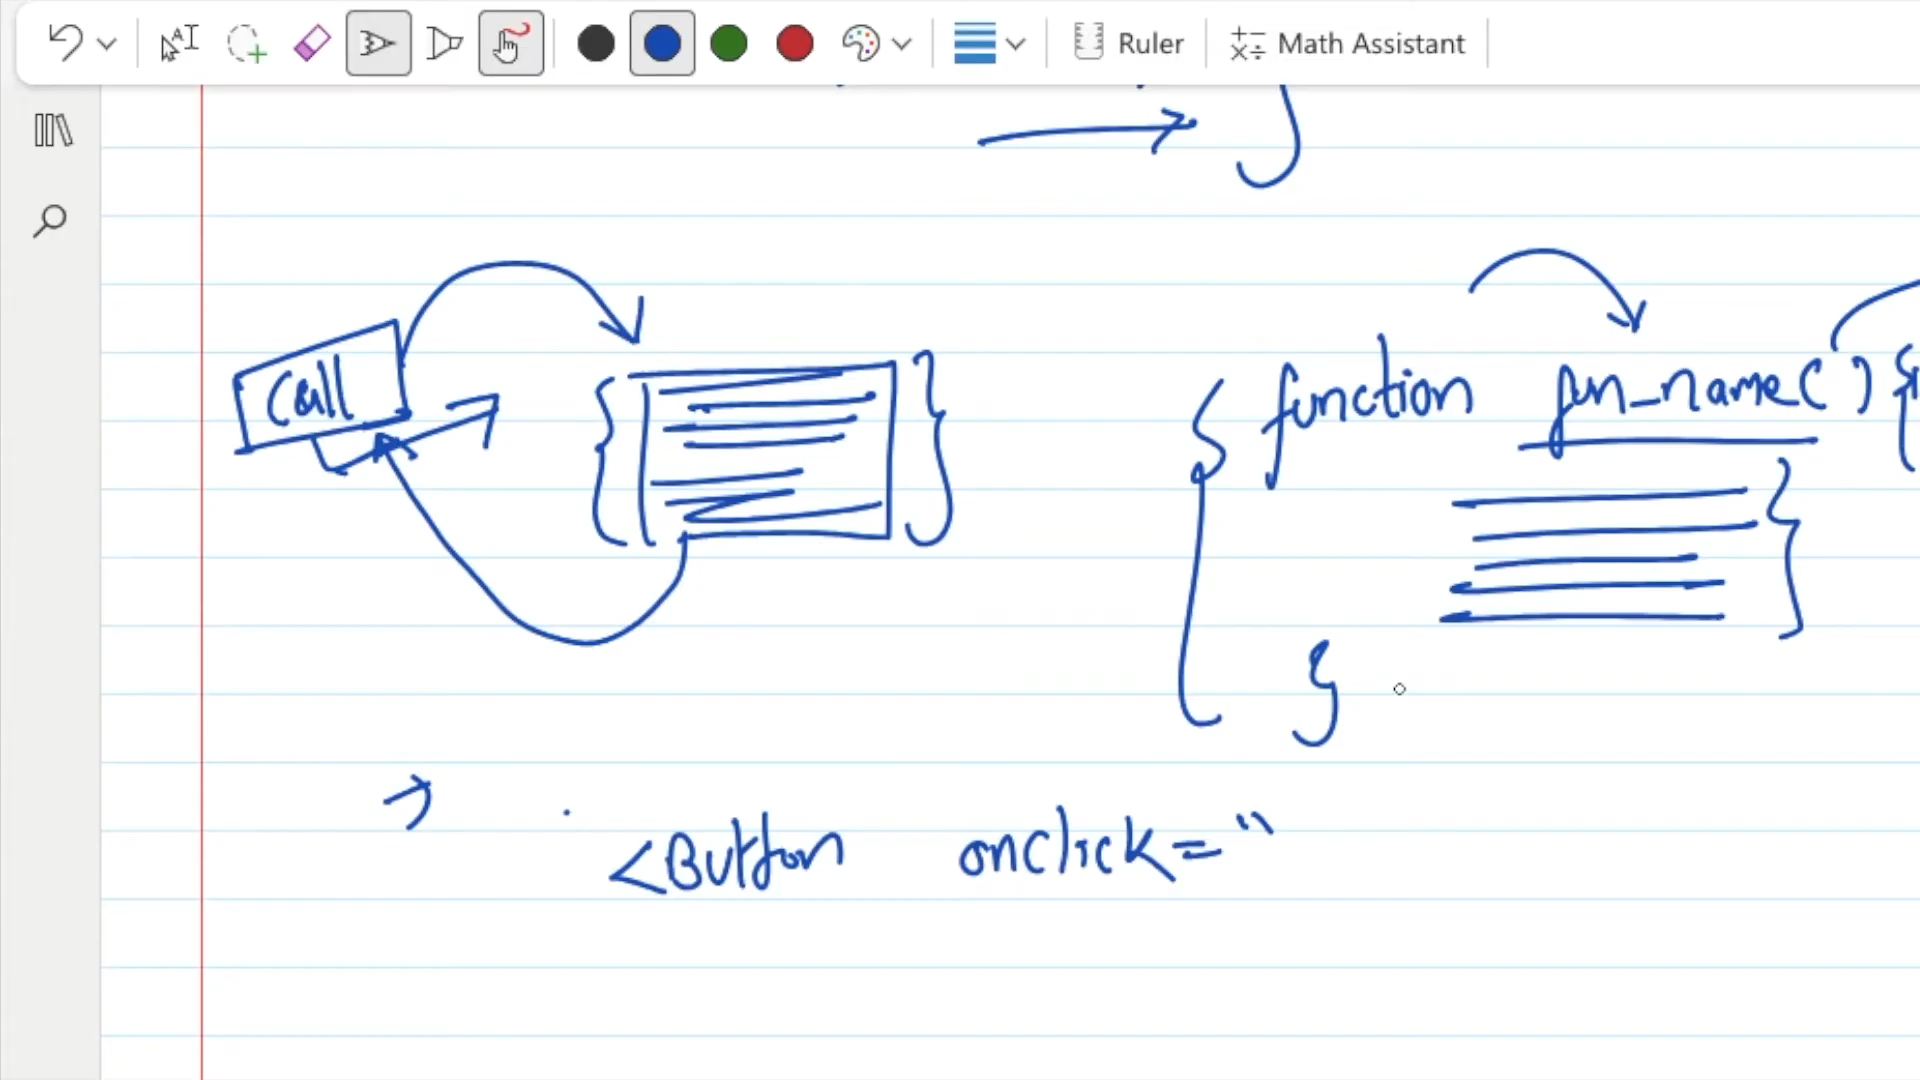 Ruler Math Assistant
Call
function fun_name() {
}
<Button onclick="